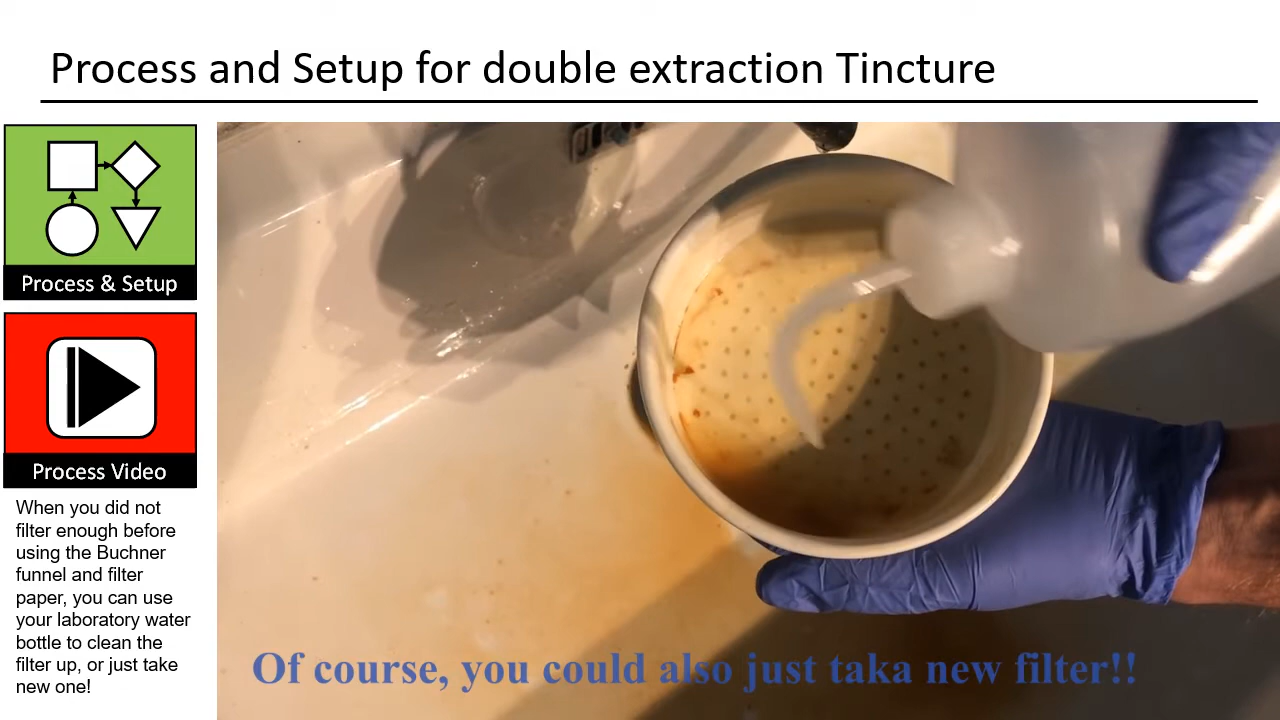 Process and Setup for double extraction Tincture
Process & Setup
Process Video
When you did not
filter enough before
using the Buchner
funnel and filter
paper, you can use
your laboratory water
bottle to clean the
filter up, or just take
new one!
Of course, you could also just taka new filter!!